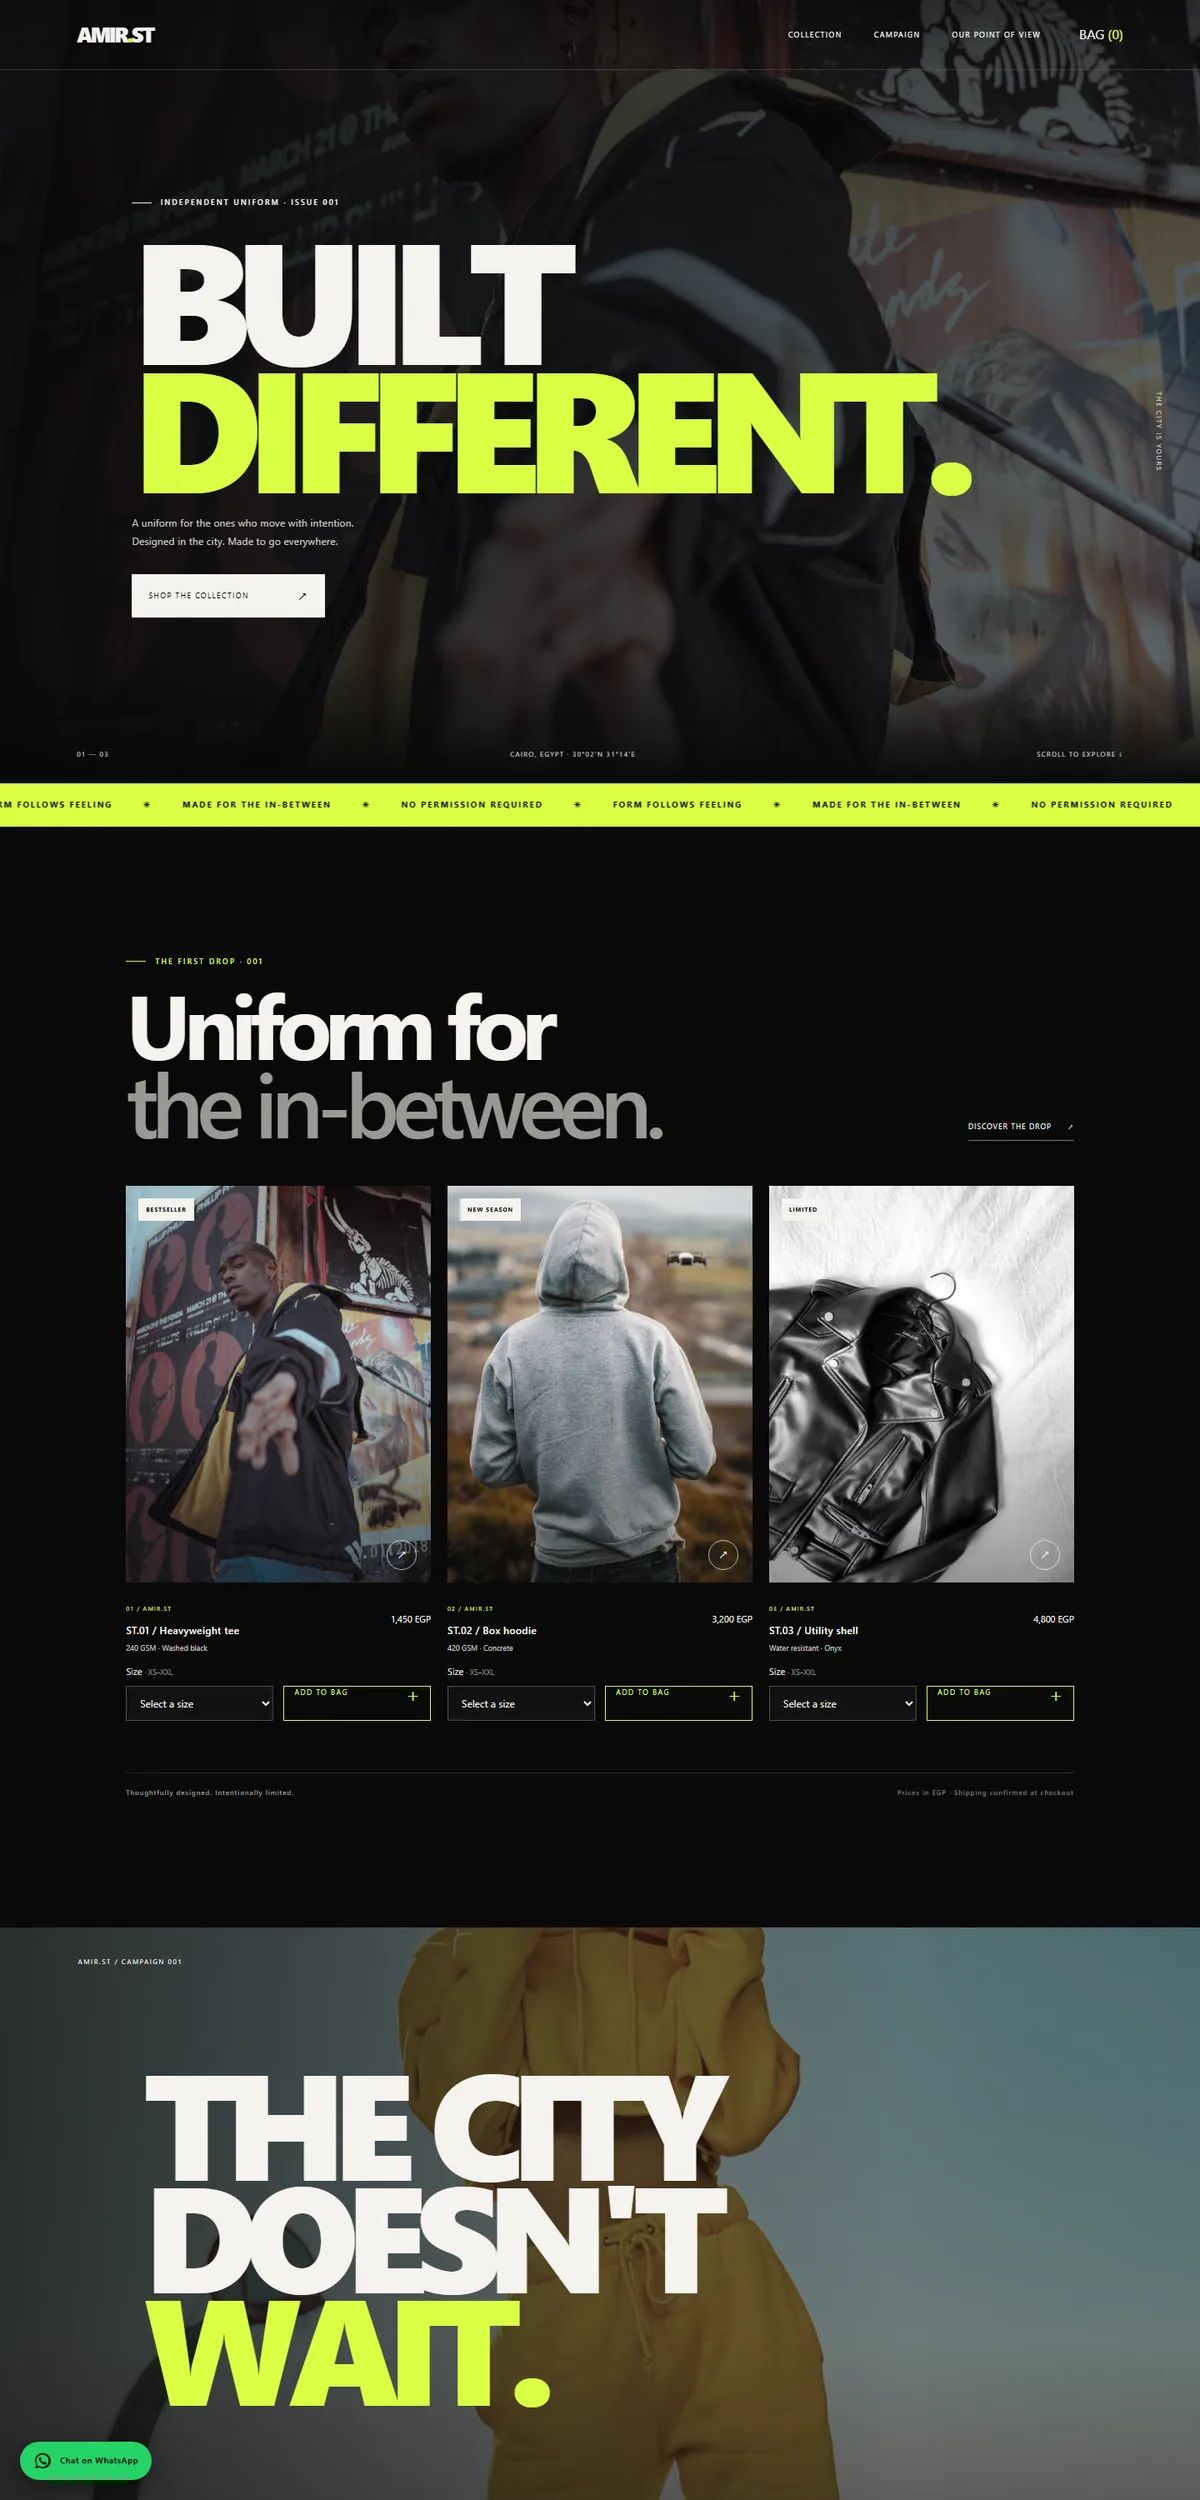 AMIR.ST
COLLECTION
CAMPAIGN
OUR POINT OF VIEW
BAG (0)
MARCH 21 @ TH
INDEPENDENT UNIFORM · ISSUE 001
BUILT
DIFFERENT.
THE CITY IS YOURS
A uniform for the ones who move with intention.
Designed in the city. Made to go everywhere.
SHOP THE COLLECTION ↗
01 — 03
CAIRO, EGYPT · 30°02'N 31°14'E
SCROLL TO EXPLORE ↓
RM FOLLOWS FEELING ✷ MADE FOR THE IN-BETWEEN ✷ NO PERMISSION REQUIRED ✷ FORM FOLLOWS FEELING ✷ MADE FOR THE IN-BETWEEN ✷ NO PERMISSION REQUIRED
THE FIRST DROP · 001
Uniform for
the in-between.
DISCOVER THE DROP ↗
BESTSELLER
MARCH 21 @ THE FONDA
NEW SEASON
LIMITED
01 / AMIR.ST
1,450 EGP
ST.01 / Heavyweight tee
240 GSM · Washed black
Size · XS–XXL
Select a size
ADD TO BAG +
02 / AMIR.ST
3,200 EGP
ST.02 / Box hoodie
420 GSM · Concrete
Size · XS–XXL
Select a size
ADD TO BAG +
03 / AMIR.ST
4,800 EGP
ST.03 / Utility shell
Water resistant · Onyx
Size · XS–XXL
Select a size
ADD TO BAG +
Thoughtfully designed. Intentionally limited.
Prices in EGP · Shipping confirmed at checkout
AMIR.ST / CAMPAIGN 001
THE CITY
DOESN'T
WAIT.
Chat on WhatsApp